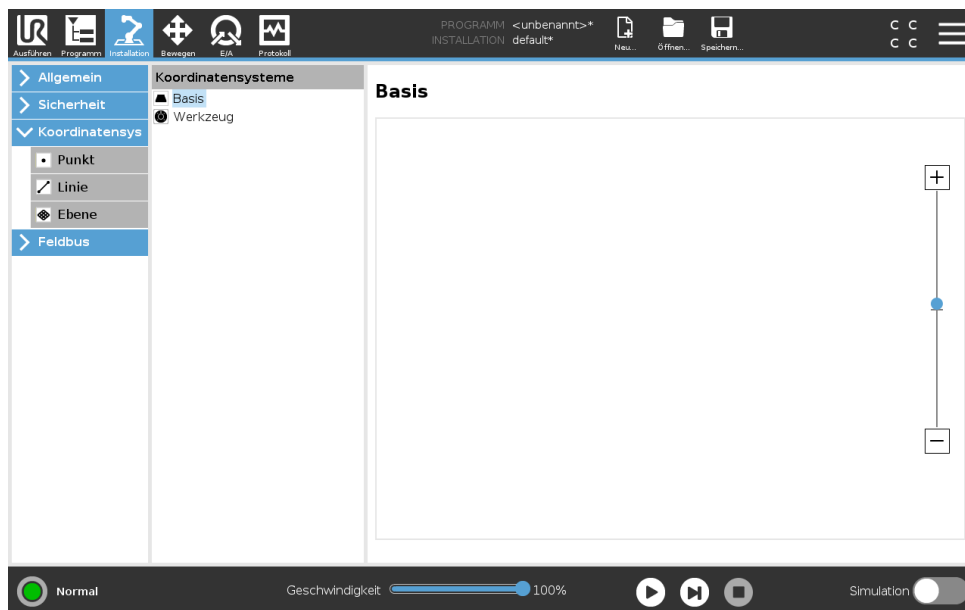 PROGRAMM <unbenannt>*
INSTALLATION default*
Ausführen Programm Installation Bewegen E/A Protokoll
Neu... Öffnen... Speichern...
C C
C C
Allgemein
Sicherheit
Koordinatensys
Punkt
Linie
Ebene
Feldbus
Koordinatensysteme
Basis
Werkzeug
Basis
Normal
Geschwindigkeit 100%
Simulation